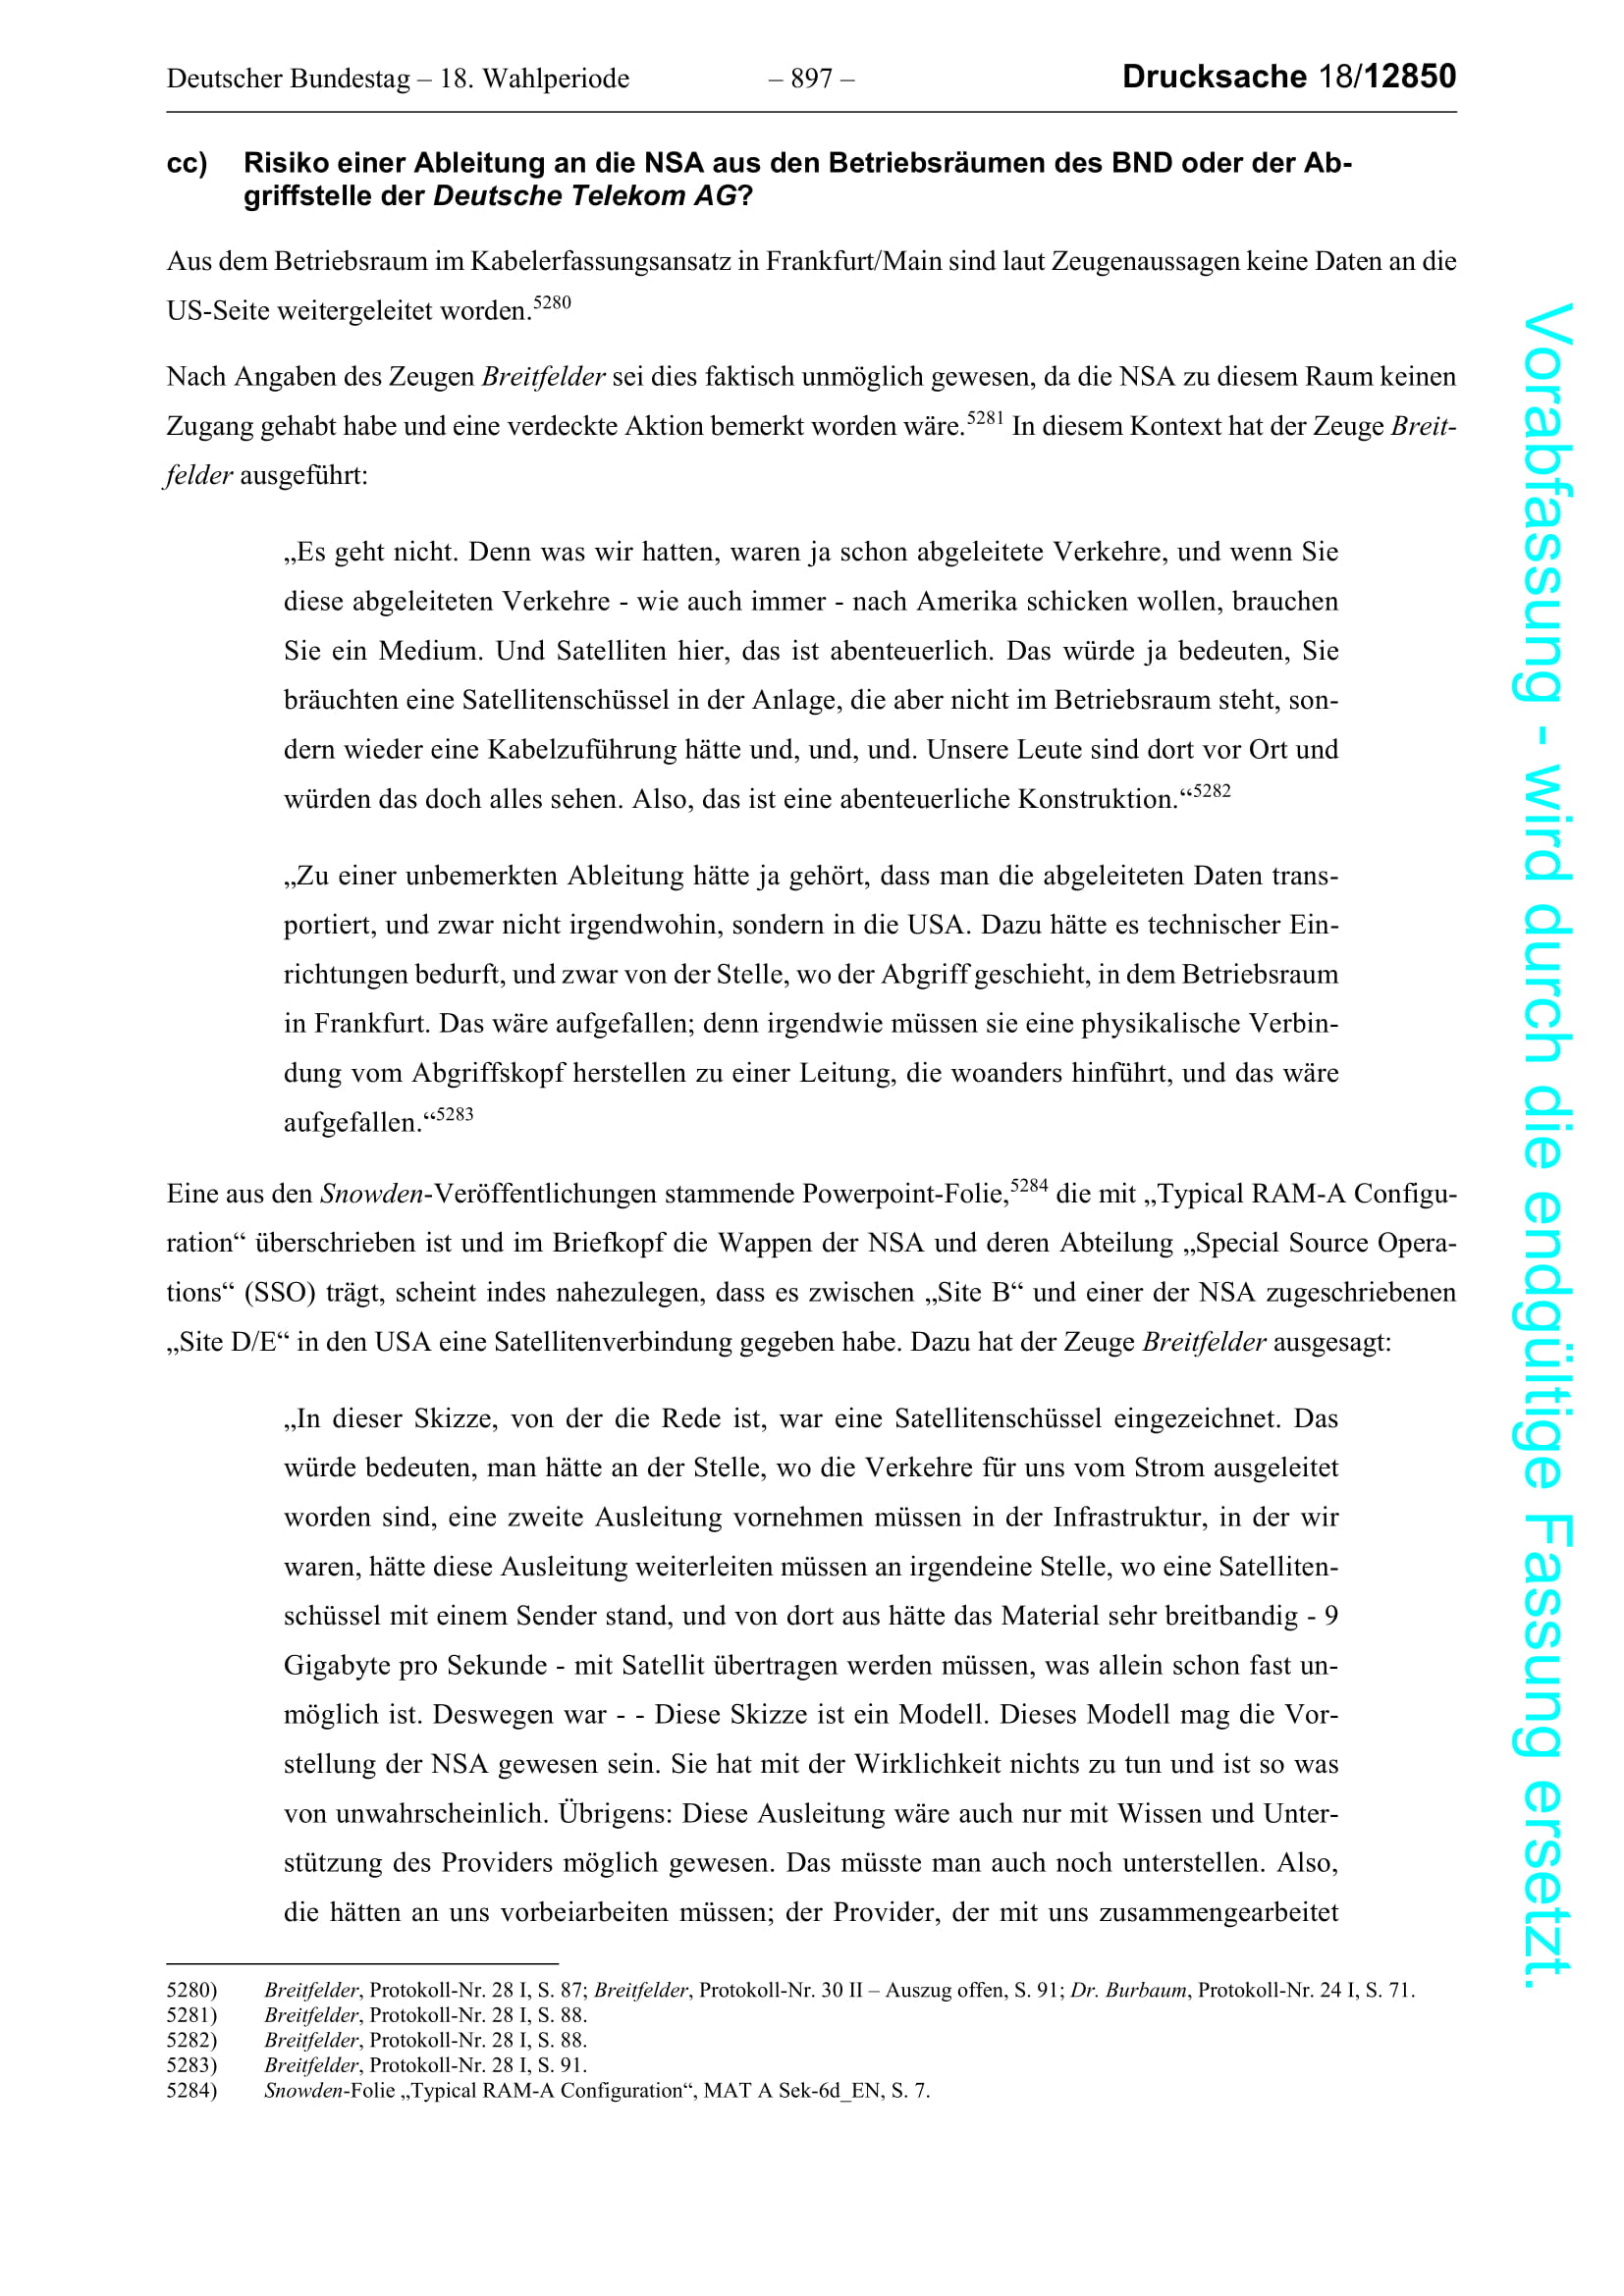 Deutscher Bundestag – 18. Wahlperiode – 897 – Drucksache 18/12850
cc) Risiko einer Ableitung an die NSA aus den Betriebsräumen des BND oder der Ab-
griffstelle der Deutsche Telekom AG?
Aus dem Betriebsraum im Kabelerfassungsansatz in Frankfurt/Main sind laut Zeugenaussagen keine Daten an die
US-Seite weitergeleitet worden.5280
Nach Angaben des Zeugen Breitfelder sei dies faktisch unmöglich gewesen, da die NSA zu diesem Raum keinen
Zugang gehabt habe und eine verdeckte Aktion bemerkt worden wäre.5281 In diesem Kontext hat der Zeuge Breit-
felder ausgeführt:
„Es geht nicht. Denn was wir hatten, waren ja schon abgeleitete Verkehre, und wenn Sie
diese abgeleiteten Verkehre - wie auch immer - nach Amerika schicken wollen, brauchen
Sie ein Medium. Und Satelliten hier, das ist abenteuerlich. Das würde ja bedeuten, Sie
bräuchten eine Satellitenschüssel in der Anlage, die aber nicht im Betriebsraum steht, son-
dern wieder eine Kabelzuführung hätte und, und, und. Unsere Leute sind dort vor Ort und
würden das doch alles sehen. Also, das ist eine abenteuerliche Konstruktion.“5282
„Zu einer unbemerkten Ableitung hätte ja gehört, dass man die abgeleiteten Daten trans-
portiert, und zwar nicht irgendwohin, sondern in die USA. Dazu hätte es technischer Ein-
richtungen bedurft, und zwar von der Stelle, wo der Abgriff geschieht, in dem Betriebsraum
in Frankfurt. Das wäre aufgefallen; denn irgendwie müssen sie eine physikalische Verbin-
dung vom Abgriffskopf herstellen zu einer Leitung, die woanders hinführt, und das wäre
aufgefallen.“5283
Eine aus den Snowden-Veröffentlichungen stammende Powerpoint-Folie,5284 die mit „Typical RAM-A Configu-
ration“ überschrieben ist und im Briefkopf die Wappen der NSA und deren Abteilung „Special Source Opera-
tions“ (SSO) trägt, scheint indes nahezulegen, dass es zwischen „Site B“ und einer der NSA zugeschriebenen
„Site D/E“ in den USA eine Satellitenverbindung gegeben habe. Dazu hat der Zeuge Breitfelder ausgesagt:
„In dieser Skizze, von der die Rede ist, war eine Satellitenschüssel eingezeichnet. Das
würde bedeuten, man hätte an der Stelle, wo die Verkehre für uns vom Strom ausgeleitet
worden sind, eine zweite Ausleitung vornehmen müssen in der Infrastruktur, in der wir
waren, hätte diese Ausleitung weiterleiten müssen an irgendeine Stelle, wo eine Satelliten-
schüssel mit einem Sender stand, und von dort aus hätte das Material sehr breitbandig - 9
Gigabyte pro Sekunde - mit Satellit übertragen werden müssen, was allein schon fast un-
möglich ist. Deswegen war - - Diese Skizze ist ein Modell. Dieses Modell mag die Vor-
stellung der NSA gewesen sein. Sie hat mit der Wirklichkeit nichts zu tun und ist so was
von unwahrscheinlich. Übrigens: Diese Ausleitung wäre auch nur mit Wissen und Unter-
stützung des Providers möglich gewesen. Das müsste man auch noch unterstellen. Also,
die hätten an uns vorbeiarbeiten müssen; der Provider, der mit uns zusammengearbeitet
5280) Breitfelder, Protokoll-Nr. 28 I, S. 87; Breitfelder, Protokoll-Nr. 30 II – Auszug offen, S. 91; Dr. Burbaum, Protokoll-Nr. 24 I, S. 71.
5281) Breitfelder, Protokoll-Nr. 28 I, S. 88.
5282) Breitfelder, Protokoll-Nr. 28 I, S. 88.
5283) Breitfelder, Protokoll-Nr. 28 I, S. 91.
5284) Snowden-Folie „Typical RAM-A Configuration“, MAT A Sek-6d_EN, S. 7.
Vorabfassung - wird durch die endgültige Fassung ersetzt.